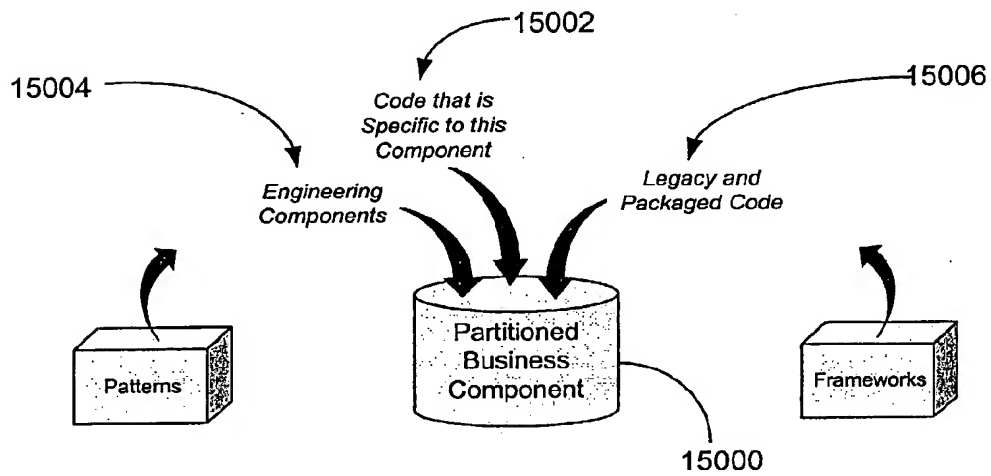 15002
15004
15006
Code that is
Specific to this
Component
Engineering
Components
Legacy and
Packaged Code
Patterns
Partitioned
Business
Component
Frameworks
15000